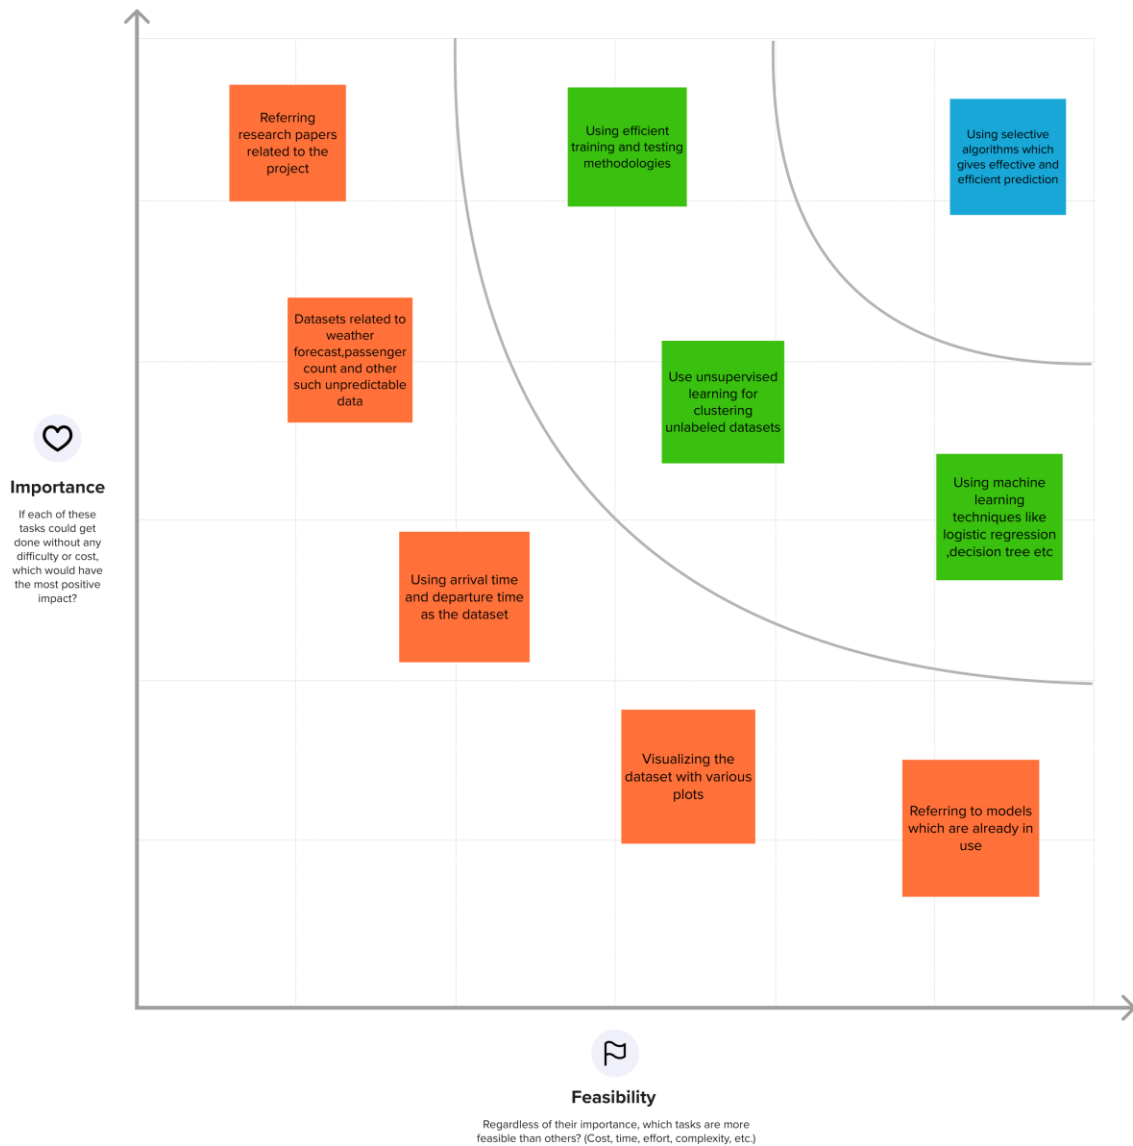 Referring
research papers
related to the
project
Using efficient
training and testing
methodologies
Using selective
algorithms which
gives effective and
efficient prediction
Datasets related to
weather
forecast,passenger
count and other
such unpredictable
data
Use unsupervised
learning for
clustering
unlabeled datasets
Using machine
learning
techniques like
logistic regression
,decision tree etc
Importance
If each of these
tasks could get
done without any
difficulty or cost,
which would have
the most positive
impact?
Using arrival time
and departure time
as the dataset
Visualizing the
dataset with various
plots
Referring to models
which are already in
use
Feasibility
Regardless of their importance, which tasks are more
feasible than others? (Cost, time, effort, complexity, etc.)